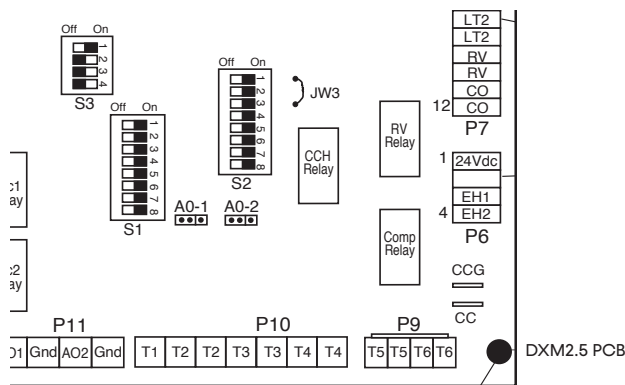 Off On
1
2
3
4
S3
Off On
1
2
3
4
5
6
7
8
S1
Off On
1
2
3
4
5
6
7
8
S2
JW3
CCH
Relay
RV
Relay
Comp
Relay
A0-1 A0-2
LT2
LT2
RV
RV
CO
12 CO
P7
1 24Vdc
EH1
4 EH2
P6
CCG
CC
P11
Gnd AO2 Gnd
P10
T1 T2 T2 T3 T3 T4 T4
P9
T5 T5 T6 T6
DXM2.5 PCB